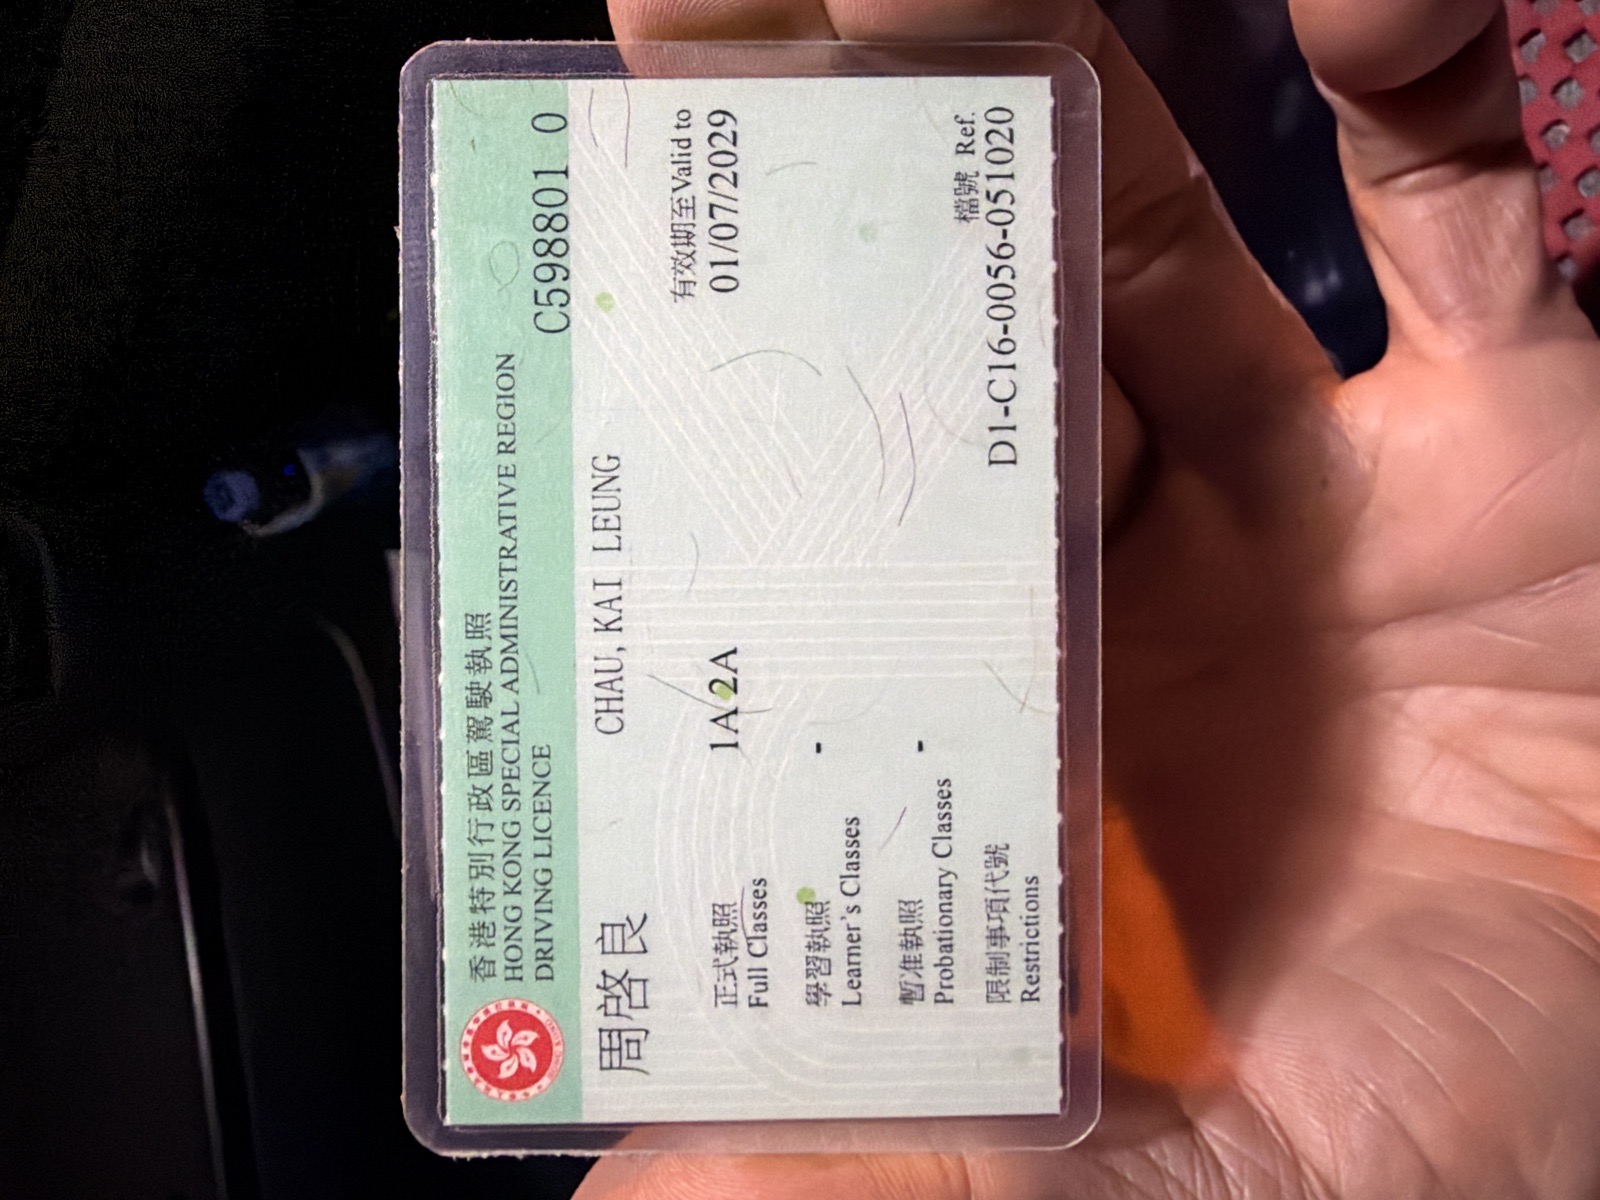 香港特別行政區駕駛執照
HONG KONG SPECIAL ADMINISTRATIVE REGION
DRIVING LICENCE
C598801 0
周啓良
CHAU, KAI LEUNG
有效期至Valid to
01/07/2029
正式執照 1A 2A
Full Classes
學習執照 -
Learner's Classes
暫准執照 -
Probationary Classes
檔號 Ref.
D1-C16-0056-051020
限制事項代號
Restrictions
HONG KONG